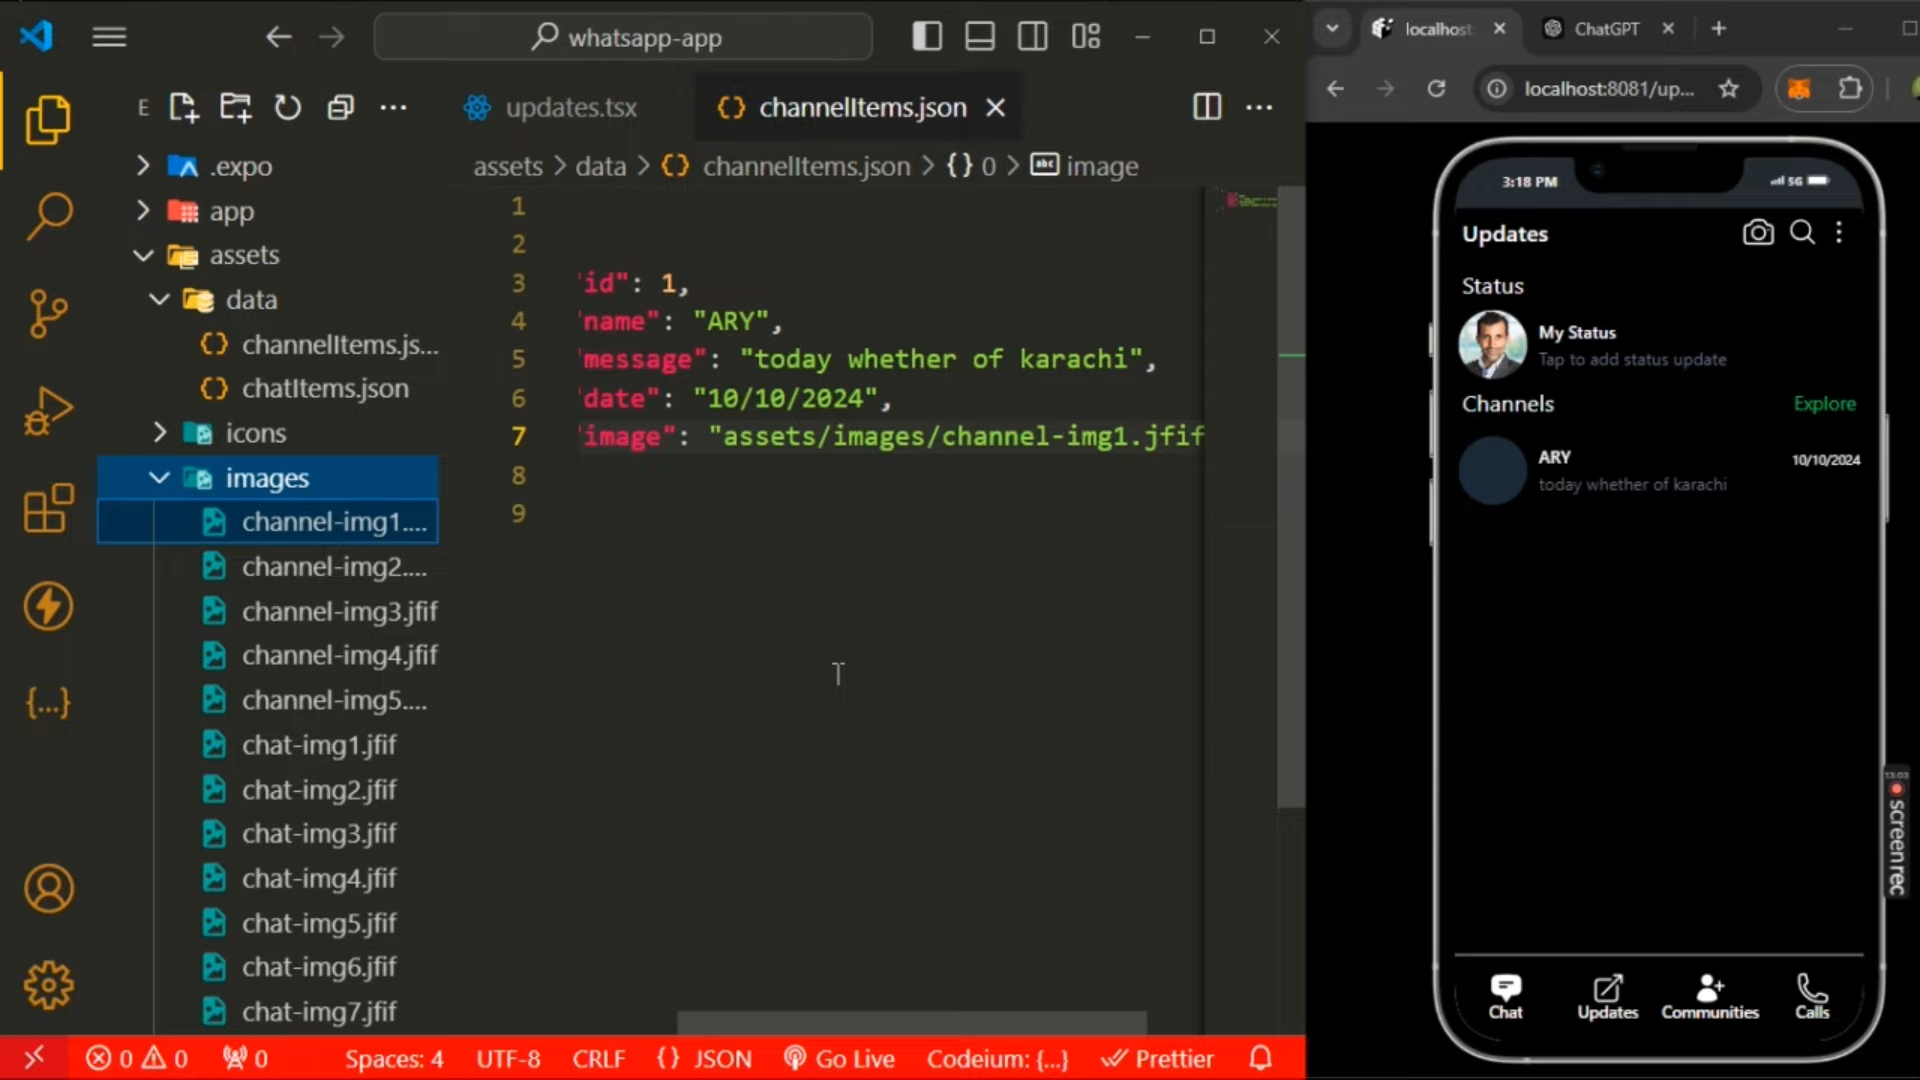 whatsapp-app
E
updates.tsx
channelItems.json
assets > data > {} channelItems.json > {} 0 > abc image
.expo
app
assets
data
channelItems.js...
chatItems.json
icons
images
channel-img1....
channel-img2....
channel-img3.jfif
channel-img4.jfif
channel-img5....
chat-img1.jfif
chat-img2.jfif
chat-img3.jfif
chat-img4.jfif
chat-img5.jfif
chat-img6.jfif
chat-img7.jfif
1
2
3 "id": 1,
4 "name": "ARY",
5 "message": "today whether of karachi",
6 "date": "10/10/2024",
7 "image": "assets/images/channel-img1.jfif
8
9
0 0 0
Spaces: 4
UTF-8
CRLF
{} JSON
Go Live
Codeium: {...}
Prettier
localhost:
ChatGPT
localhost:8081/up...
3:18 PM
5G
Updates
Status
My Status
Tap to add status update
Channels
Explore
ARY
10/10/2024
today whether of karachi
Chat
Updates
Communities
Calls
13:03
screen rec